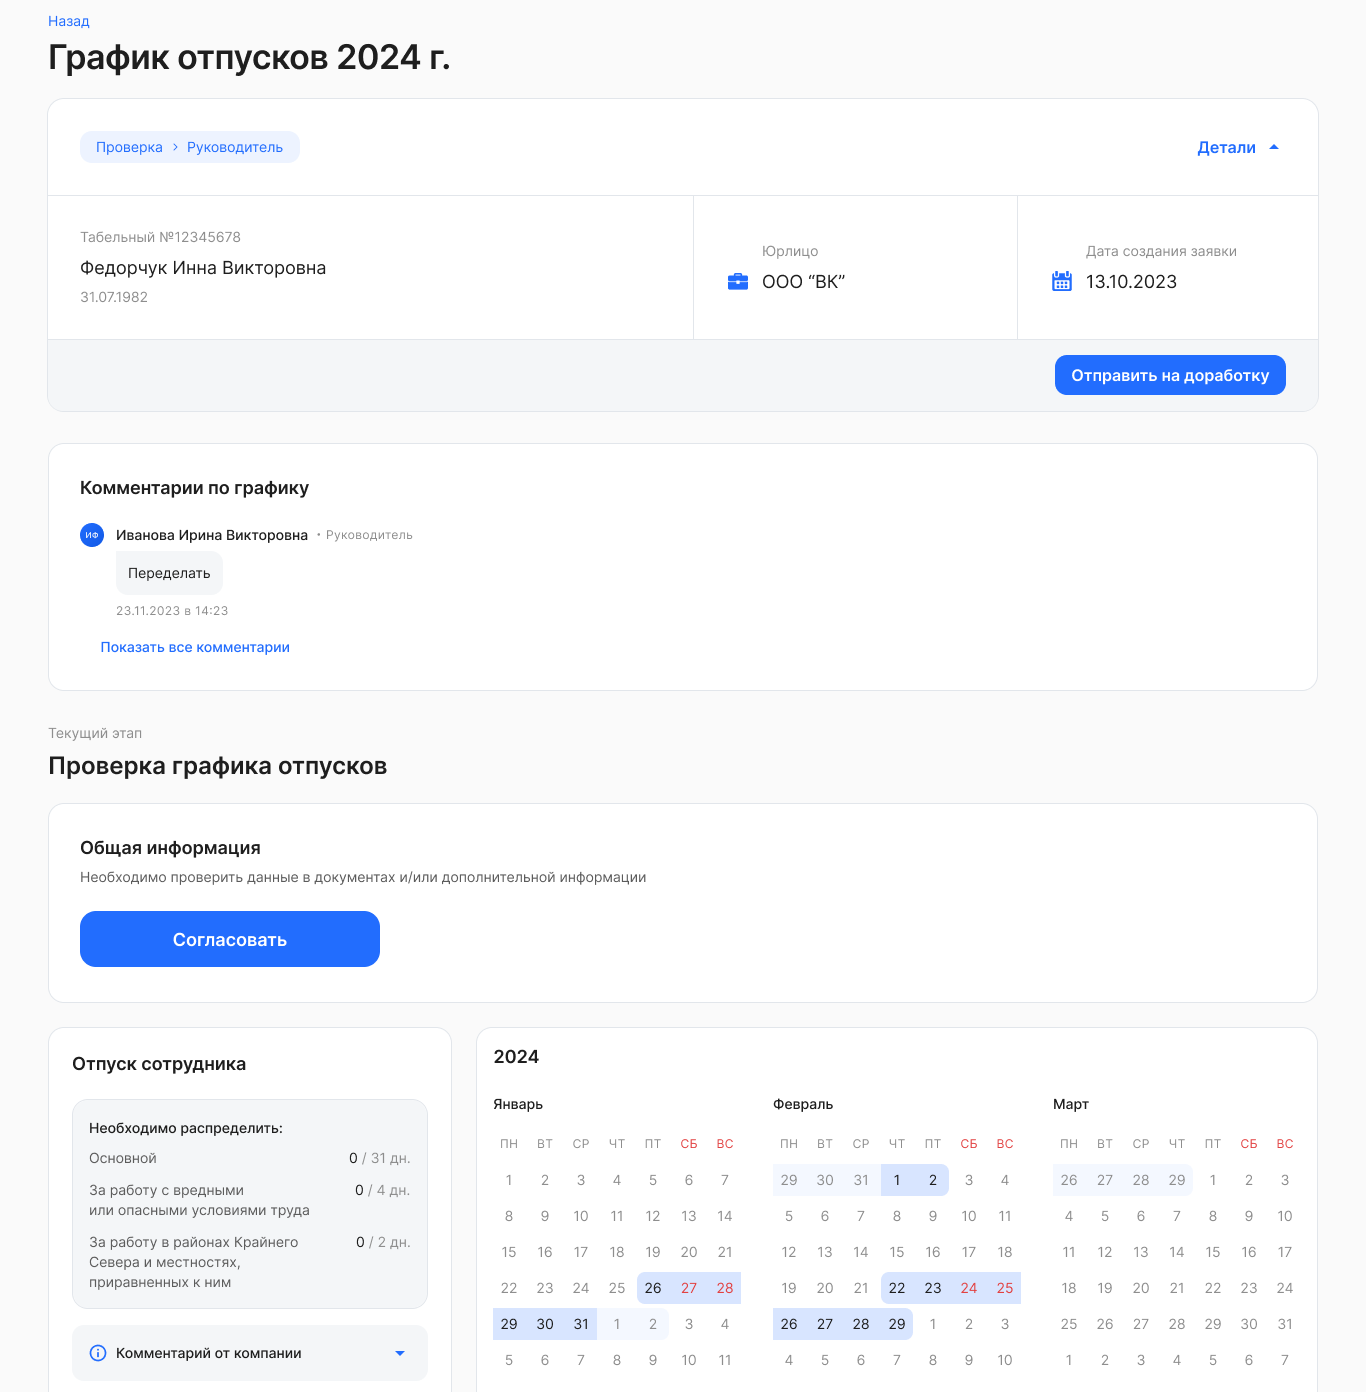 Назад
График отпусков 2024 г.
Проверка > Руководитель
Детали
Табельный №12345678
Федорчук Инна Викторовна
31.07.1982
Юрлицо
ООО “ВК”
Дата создания заявки
13.10.2023
Отправить на доработку
Комментарии по графику
ИФ
Иванова Ирина Викторовна • Руководитель
Переделать
23.11.2023 в 14:23
Показать все комментарии
Текущий этап
Проверка графика отпусков
Общая информация
Необходимо проверить данные в документах и/или дополнительной информации
Согласовать
Отпуск сотрудника
Необходимо распределить:
Основной 0 / 31 дн.
За работу с вредными 0 / 4 дн.
или опасными условиями труда
За работу в районах Крайнего 0 / 2 дн.
Севера и местностях,
приравненных к ним
Комментарий от компании
2024
Январь
ПН ВТ СР ЧТ ПТ СБ ВС
1 2 3 4 5 6 7
8 9 10 11 12 13 14
15 16 17 18 19 20 21
22 23 24 25 26 27 28
29 30 31 1 2 3 4
5 6 7 8 9 10 11
Февраль
ПН ВТ СР ЧТ ПТ СБ ВС
29 30 31 1 2 3 4
5 6 7 8 9 10 11
12 13 14 15 16 17 18
19 20 21 22 23 24 25
26 27 28 29 1 2 3
4 5 6 7 8 9 10
Март
ПН ВТ СР ЧТ ПТ СБ ВС
26 27 28 29 1 2 3
4 5 6 7 8 9 10
11 12 13 14 15 16 17
18 19 20 21 22 23 24
25 26 27 28 29 30 31
1 2 3 4 5 6 7